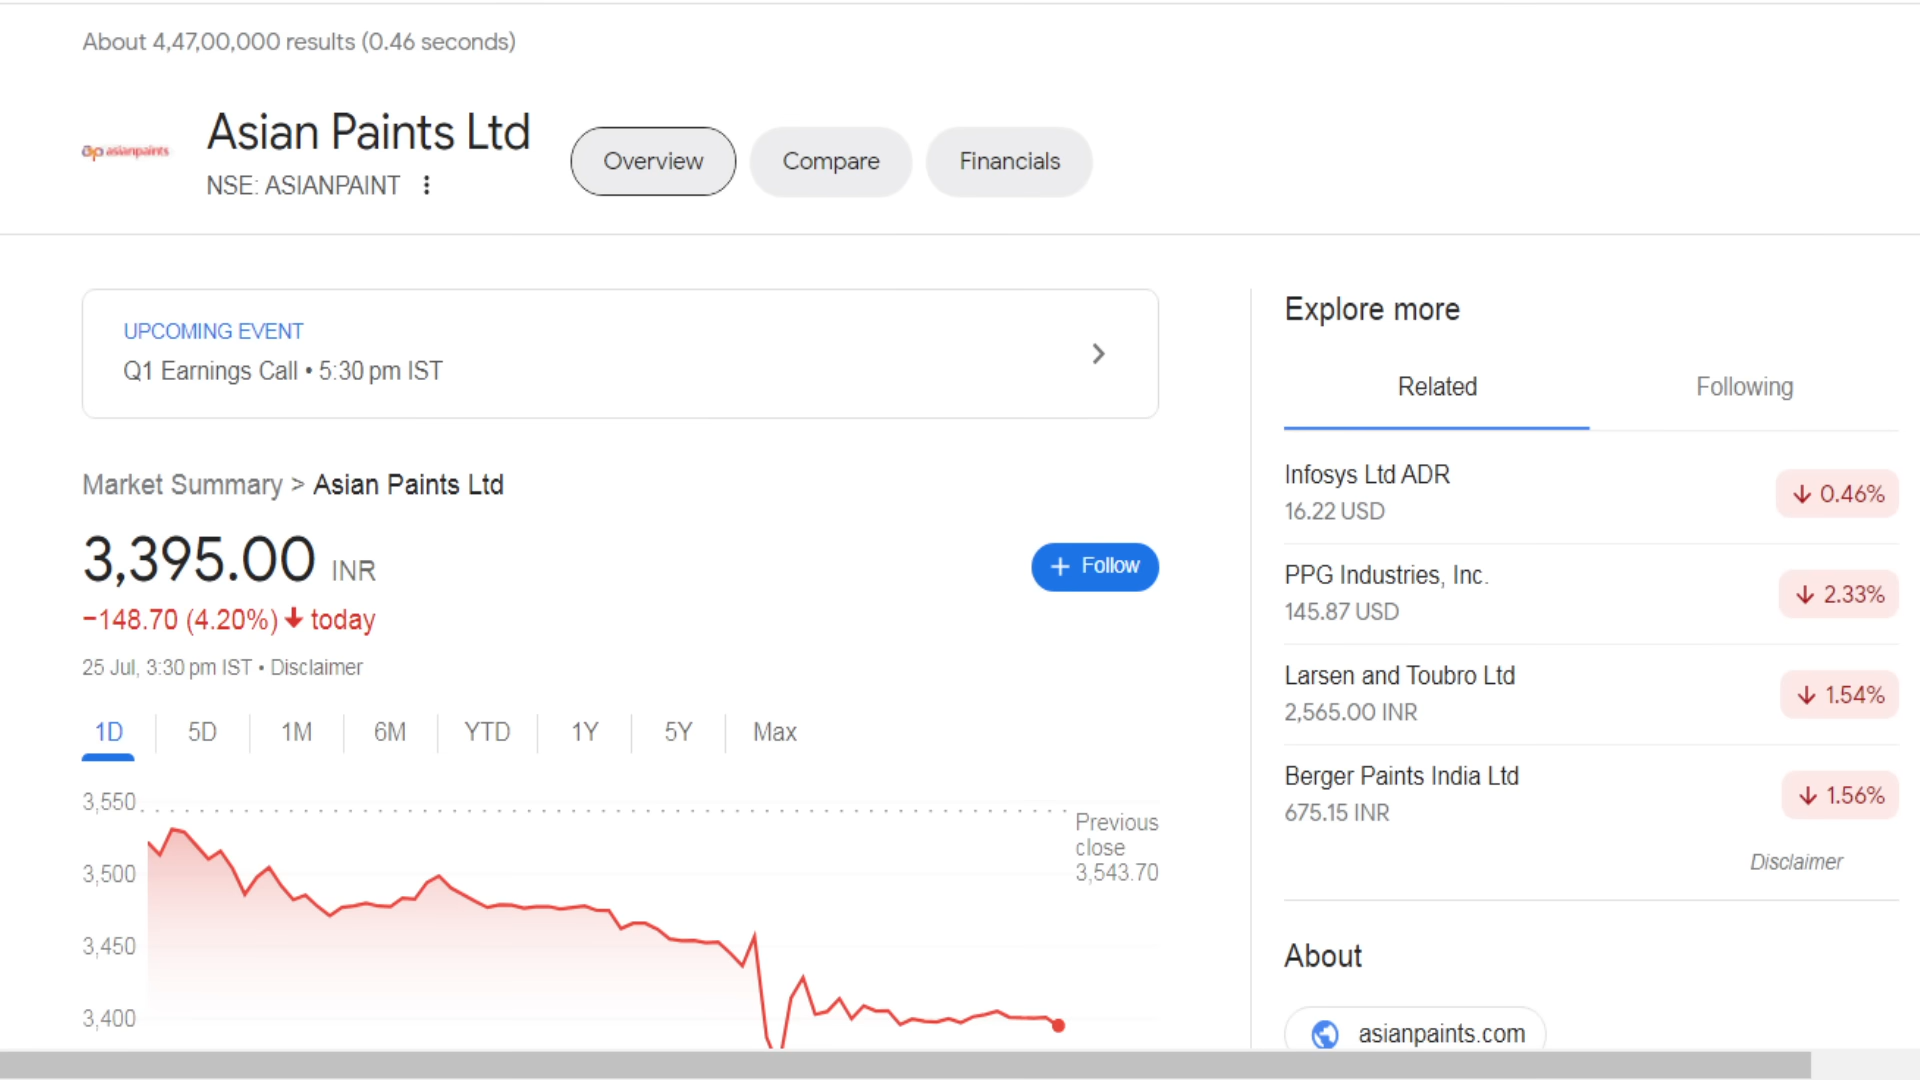 About 4,47,00,000 results (0.46 seconds)
asianpaints
Asian Paints Ltd
NSE: ASIANPAINT
Overview
Compare
Financials
UPCOMING EVENT
Q1 Earnings Call • 5:30 pm IST
Market Summary > Asian Paints Ltd
3,395.00 INR
−148.70 (4.20%) ↓ today
25 Jul, 3:30 pm IST • Disclaimer
+ Follow
1D
5D
1M
6M
YTD
1Y
5Y
Max
3,550
3,500
3,450
3,400
Previous
close
3,543.70
Explore more
Related
Following
Infosys Ltd ADR
16.22 USD
↓ 0.46%
PPG Industries, Inc.
145.87 USD
↓ 2.33%
Larsen and Toubro Ltd
2,565.00 INR
↓ 1.54%
Berger Paints India Ltd
675.15 INR
↓ 1.56%
Disclaimer
About
asianpaints.com